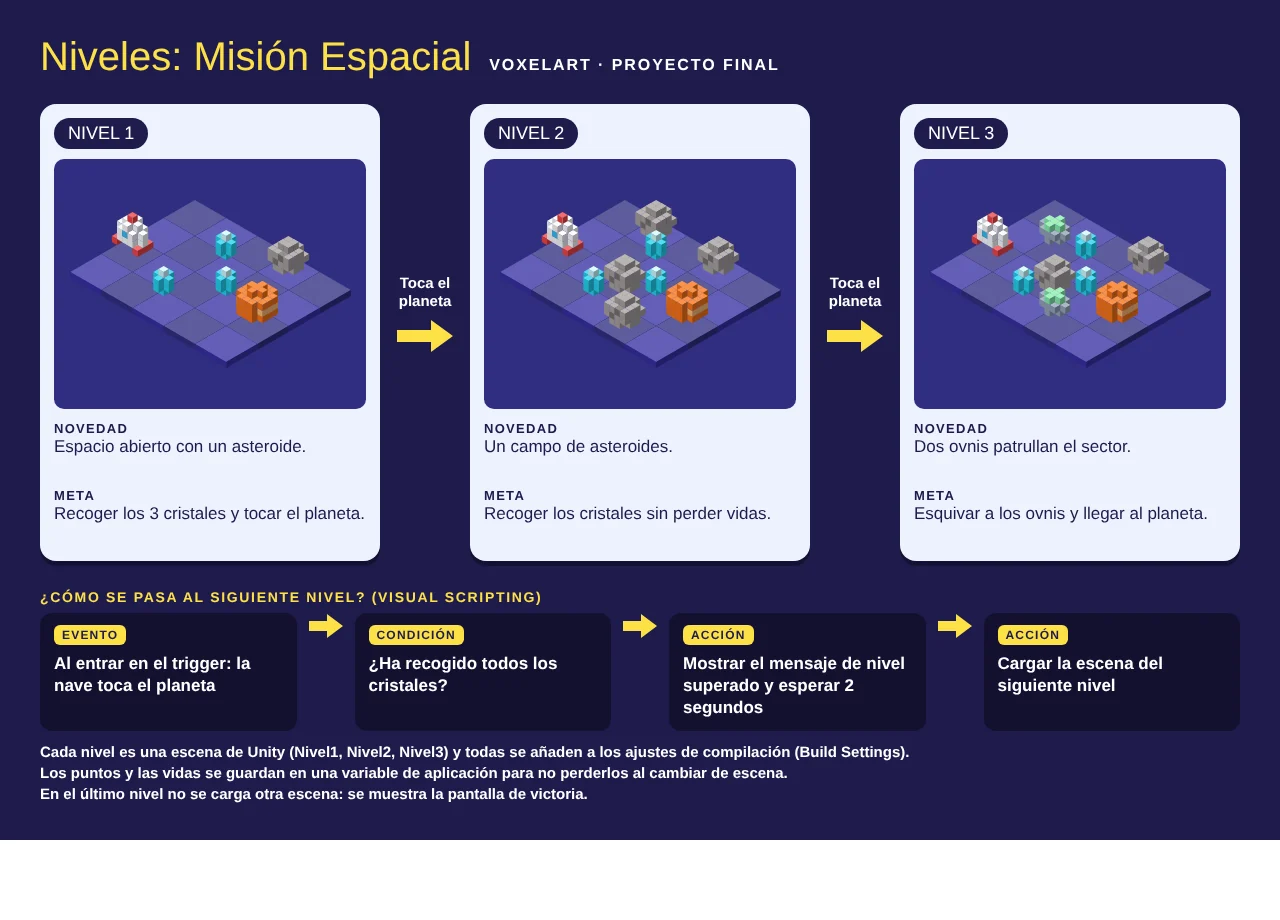 Niveles: Misión Espacial VOXELART · PROYECTO FINAL
NIVEL 1
NOVEDAD
Espacio abierto con un asteroide.
META
Recoger los 3 cristales y tocar el planeta.
Toca el
planeta
NIVEL 2
NOVEDAD
Un campo de asteroides.
META
Recoger los cristales sin perder vidas.
Toca el
planeta
NIVEL 3
NOVEDAD
Dos ovnis patrullan el sector.
META
Esquivar a los ovnis y llegar al planeta.
¿CÓMO SE PASA AL SIGUIENTE NIVEL? (VISUAL SCRIPTING)
EVENTO
Al entrar en el trigger: la
nave toca el planeta
CONDICIÓN
¿Ha recogido todos los
cristales?
ACCIÓN
Mostrar el mensaje de nivel
superado y esperar 2
segundos
ACCIÓN
Cargar la escena del
siguiente nivel
Cada nivel es una escena de Unity (Nivel1, Nivel2, Nivel3) y todas se añaden a los ajustes de compilación (Build Settings).
Los puntos y las vidas se guardan en una variable de aplicación para no perderlos al cambiar de escena.
En el último nivel no se carga otra escena: se muestra la pantalla de victoria.